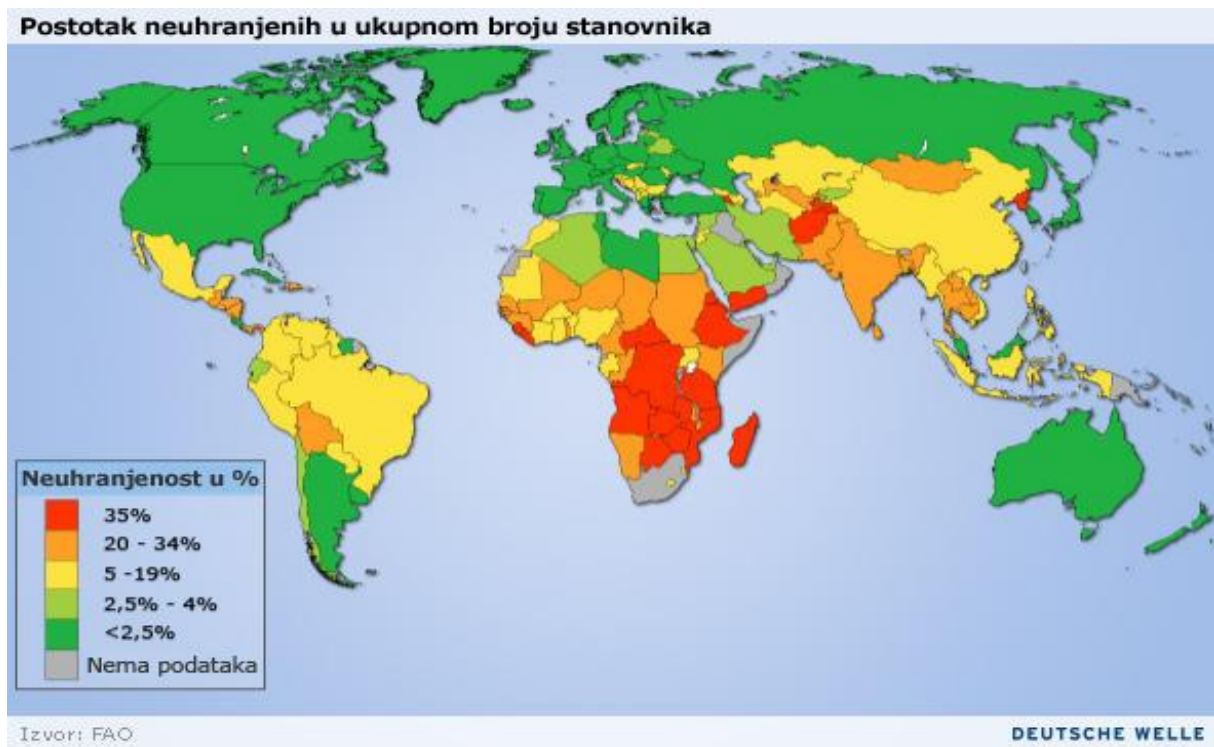 Postotak neuhranjenih u ukupnom broju stanovnika
Neuhranjenost u %
35%
20 - 34%
5 -19%
2,5% - 4%
<2,5%
Nema podataka
Izvor: FAO
DEUTSCHE WELLE